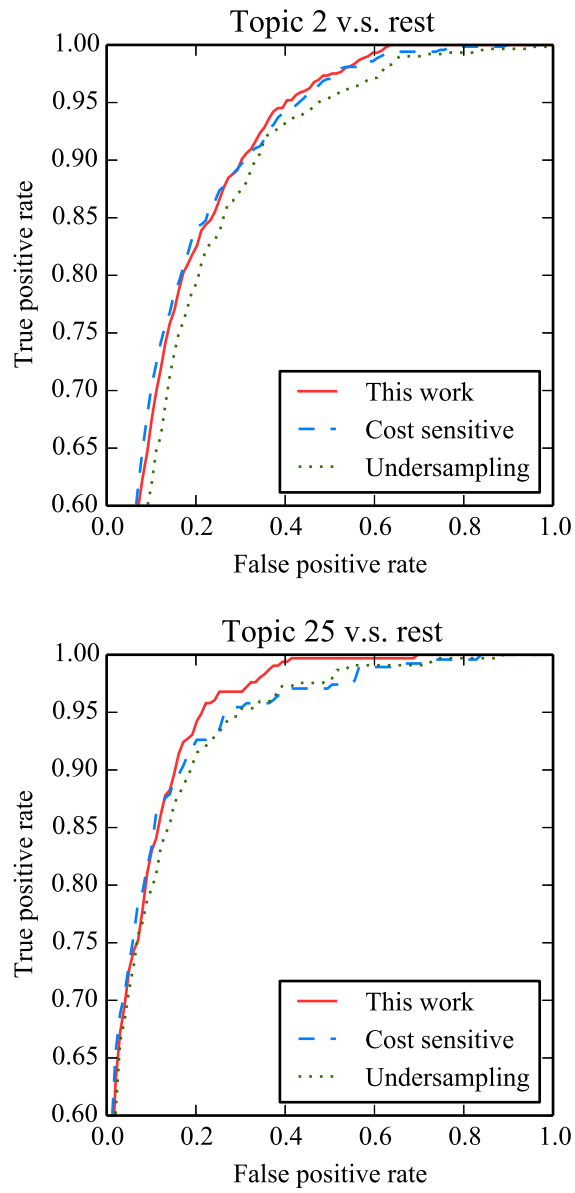 Topic 2 v.s. rest
1.00
0.95
0.90
0.85
0.80
0.75
0.70
0.65
0.60
True positive rate
This work
Cost sensitive
Undersampling
0.0 0.2 0.4 0.6 0.8 1.0
False positive rate
Topic 25 v.s. rest
1.00
0.95
0.90
0.85
0.80
0.75
0.70
0.65
0.60
True positive rate
This work
Cost sensitive
Undersampling
0.0 0.2 0.4 0.6 0.8 1.0
False positive rate